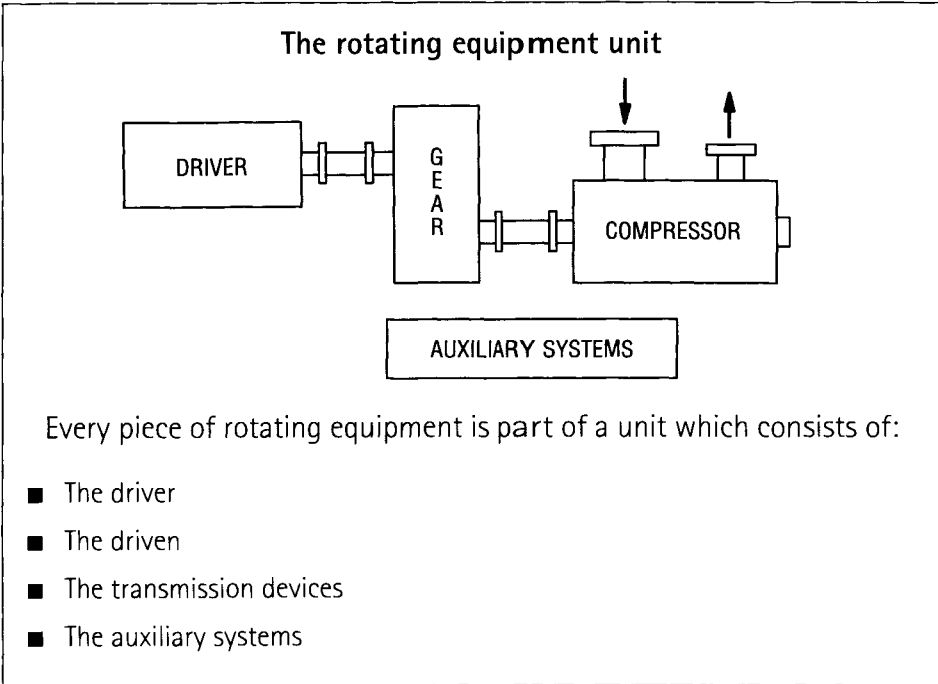 The rotating equipment unit
DRIVER
GEAR
COMPRESSOR
AUXILIARY SYSTEMS
Every piece of rotating equipment is part of a unit which consists of:
■ The driver
■ The driven
■ The transmission devices
■ The auxiliary systems